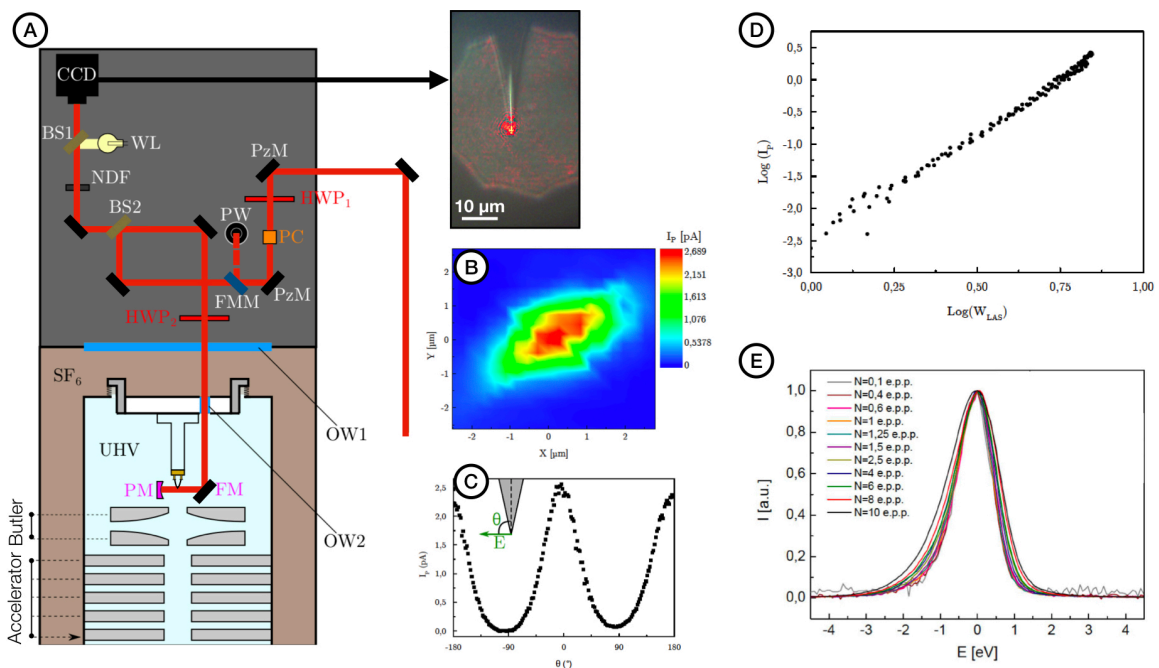 A
CCD
BS1
WL
NDF
BS2
PW
PzM
HWP₁
PC
FMM
PzM
HWP₂
SF₆
OW1
UHV
PM
FM
OW2
Accelerator Butler
10 µm
B
I_P [pA]
2,689
2,151
1,613
1,076
0,5378
0
Y [µm]
2
1
0
-1
-2
-2
-1
0
1
2
X [µm]
C
I_P (pA)
2,5
2,0
1,5
1,0
0,5
0,0
θ
E
-180
-90
0
90
180
θ (°)
D
Log (I_P)
0,5
0,0
-0,5
-1,0
-1,5
-2,0
-2,5
-3,0
0,00
0,25
0,50
0,75
1,00
Log(W_LAS)
E
N=0,1 e.p.p.
N=0,4 e.p.p.
N=0,6 e.p.p.
N=1 e.p.p.
N=1,25 e.p.p.
N=1,5 e.p.p.
N=2,5 e.p.p.
N=4 e.p.p.
N=6 e.p.p.
N=8 e.p.p.
N=10 e.p.p.
I [a.u.]
1,0
0,8
0,6
0,4
0,2
0,0
-4
-3
-2
-1
0
1
2
3
4
E [eV]